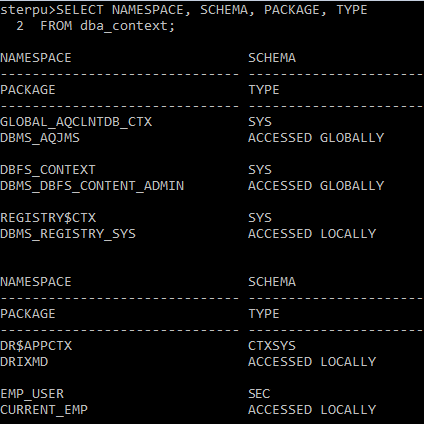 sterpu>SELECT NAMESPACE, SCHEMA, PACKAGE, TYPE
2 FROM dba_context;
NAMESPACE SCHEMA
------------------------------ ----------------------
PACKAGE TYPE
------------------------------ ----------------------
GLOBAL_AQCLNTDB_CTX SYS
DBMS_AQJMS ACCESSED GLOBALLY
DBFS_CONTEXT SYS
DBMS_DBFS_CONTENT_ADMIN ACCESSED GLOBALLY
REGISTRY$CTX SYS
DBMS_REGISTRY_SYS ACCESSED LOCALLY
NAMESPACE SCHEMA
------------------------------ ----------------------
PACKAGE TYPE
------------------------------ ----------------------
DR$APPCTX CTXSYS
DRIXMD ACCESSED LOCALLY
EMP_USER SEC
CURRENT_EMP ACCESSED LOCALLY